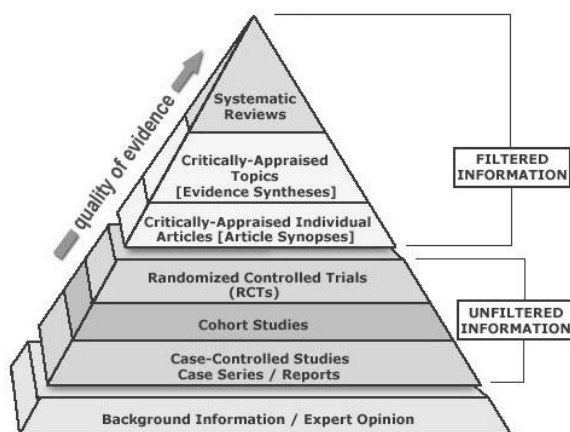 quality of evidence
Systematic
Reviews
Critically-Appraised
Topics
[Evidence Syntheses]
Critically-Appraised Individual
Articles [Article Synopses]
FILTERED
INFORMATION
Randomized Controlled Trials
(RCTs)
Cohort Studies
UNFILTERED
INFORMATION
Case-Controlled Studies
Case Series / Reports
Background Information / Expert Opinion